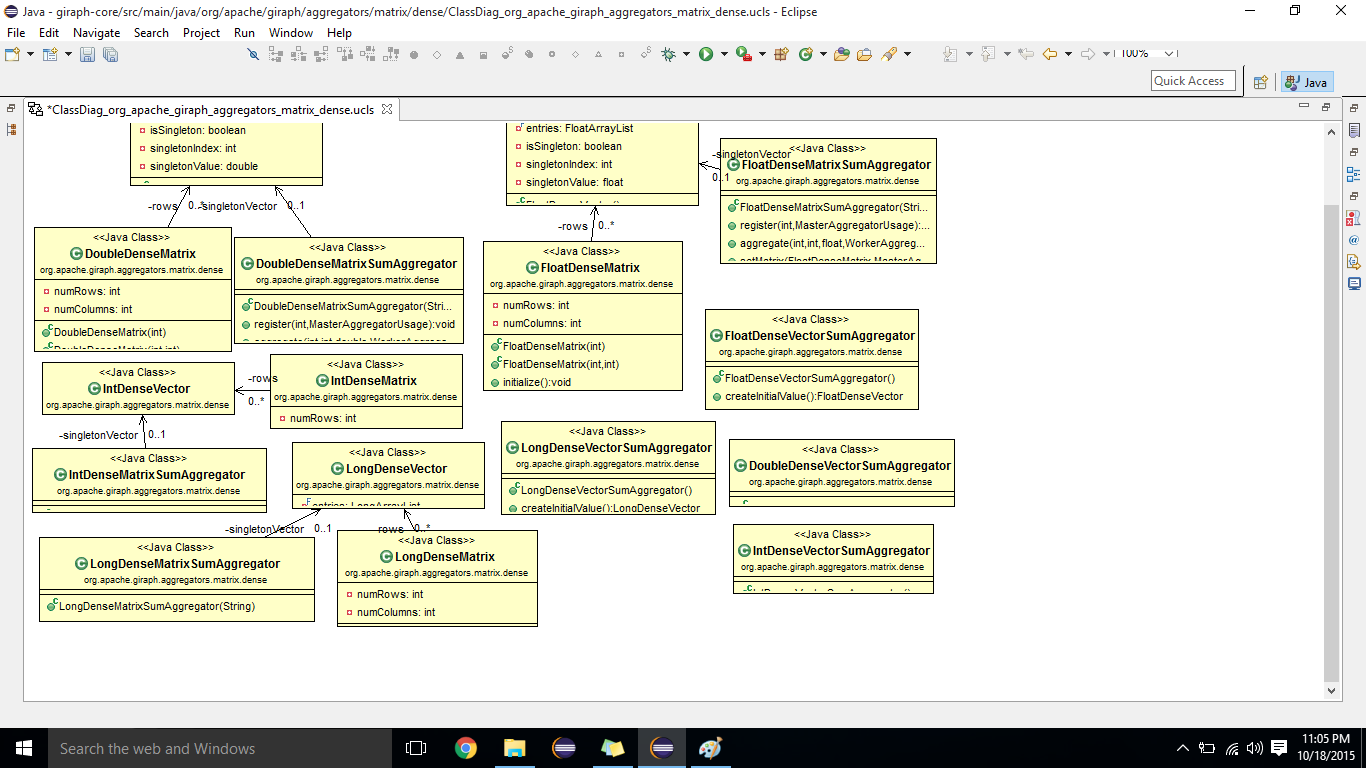 Java - giraph-core/src/main/java/org/apache/giraph/aggregators/matrix/dense/ClassDiag_org_apache_giraph_aggregators_matrix_dense.ucls - Eclipse
File Edit Navigate Search Project Run Window Help
100%
Quick Access
Java
*ClassDiag_org_apache_giraph_aggregators_matrix_dense.ucls
isSingleton: boolean
singletonIndex: int
singletonValue: double
-rows 0..*
-singletonVector 0..1
<<Java Class>>
DoubleDenseMatrix
org.apache.giraph.aggregators.matrix.dense
numRows: int
numColumns: int
DoubleDenseMatrix(int)
DoubleDenseMatrix(int,int)
<<Java Class>>
DoubleDenseMatrixSumAggregator
org.apache.giraph.aggregators.matrix.dense
DoubleDenseMatrixSumAggregator(Stri...
register(int,MasterAggregatorUsage):void
aggregate(int,int,double,WorkerAggreg...
entries: FloatArrayList
isSingleton: boolean
singletonIndex: int
singletonValue: float
FloatDenseVector()
-singletonVector
0..1
<<Java Class>>
FloatDenseMatrixSumAggregator
org.apache.giraph.aggregators.matrix.dense
FloatDenseMatrixSumAggregator(Stri...
register(int,MasterAggregatorUsage):...
aggregate(int,int,float,WorkerAggreg...
getMatrix(FloatDenseMatrix,MasterAg...
-rows 0..*
<<Java Class>>
FloatDenseMatrix
org.apache.giraph.aggregators.matrix.dense
numRows: int
numColumns: int
FloatDenseMatrix(int)
FloatDenseMatrix(int,int)
initialize():void
<<Java Class>>
FloatDenseVectorSumAggregator
org.apache.giraph.aggregators.matrix.dense
FloatDenseVectorSumAggregator()
createInitialValue():FloatDenseVector
<<Java Class>>
IntDenseVector
org.apache.giraph.aggregators.matrix.dense
-rows
0..*
<<Java Class>>
IntDenseMatrix
org.apache.giraph.aggregators.matrix.dense
numRows: int
-singletonVector 0..1
<<Java Class>>
IntDenseMatrixSumAggregator
org.apache.giraph.aggregators.matrix.dense
<<Java Class>>
LongDenseVector
org.apache.giraph.aggregators.matrix.dense
entries: LongArrayList
<<Java Class>>
LongDenseVectorSumAggregator
org.apache.giraph.aggregators.matrix.dense
LongDenseVectorSumAggregator()
createInitialValue():LongDenseVector
<<Java Class>>
DoubleDenseVectorSumAggregator
org.apache.giraph.aggregators.matrix.dense
-singletonVector 0..1
-rows 0..*
<<Java Class>>
LongDenseMatrixSumAggregator
org.apache.giraph.aggregators.matrix.dense
LongDenseMatrixSumAggregator(String)
<<Java Class>>
LongDenseMatrix
org.apache.giraph.aggregators.matrix.dense
numRows: int
numColumns: int
<<Java Class>>
IntDenseVectorSumAggregator
org.apache.giraph.aggregators.matrix.dense
IntDenseVectorSumAggregator()
Search the web and Windows
11:05 PM
10/18/2015